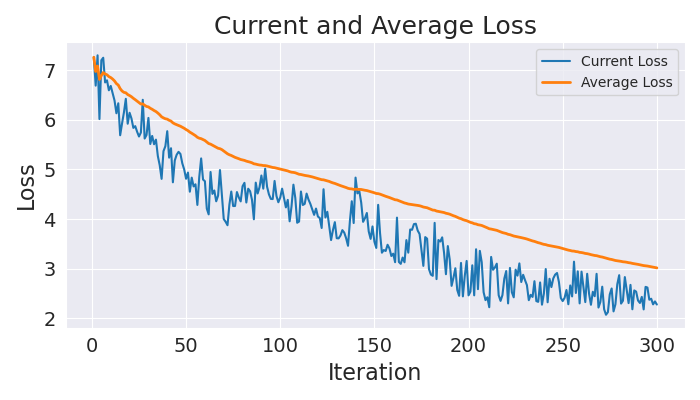 Current and Average Loss
Current Loss
Average Loss
7
6
5
4
3
2
Loss
0 50 100 150 200 250 300
Iteration